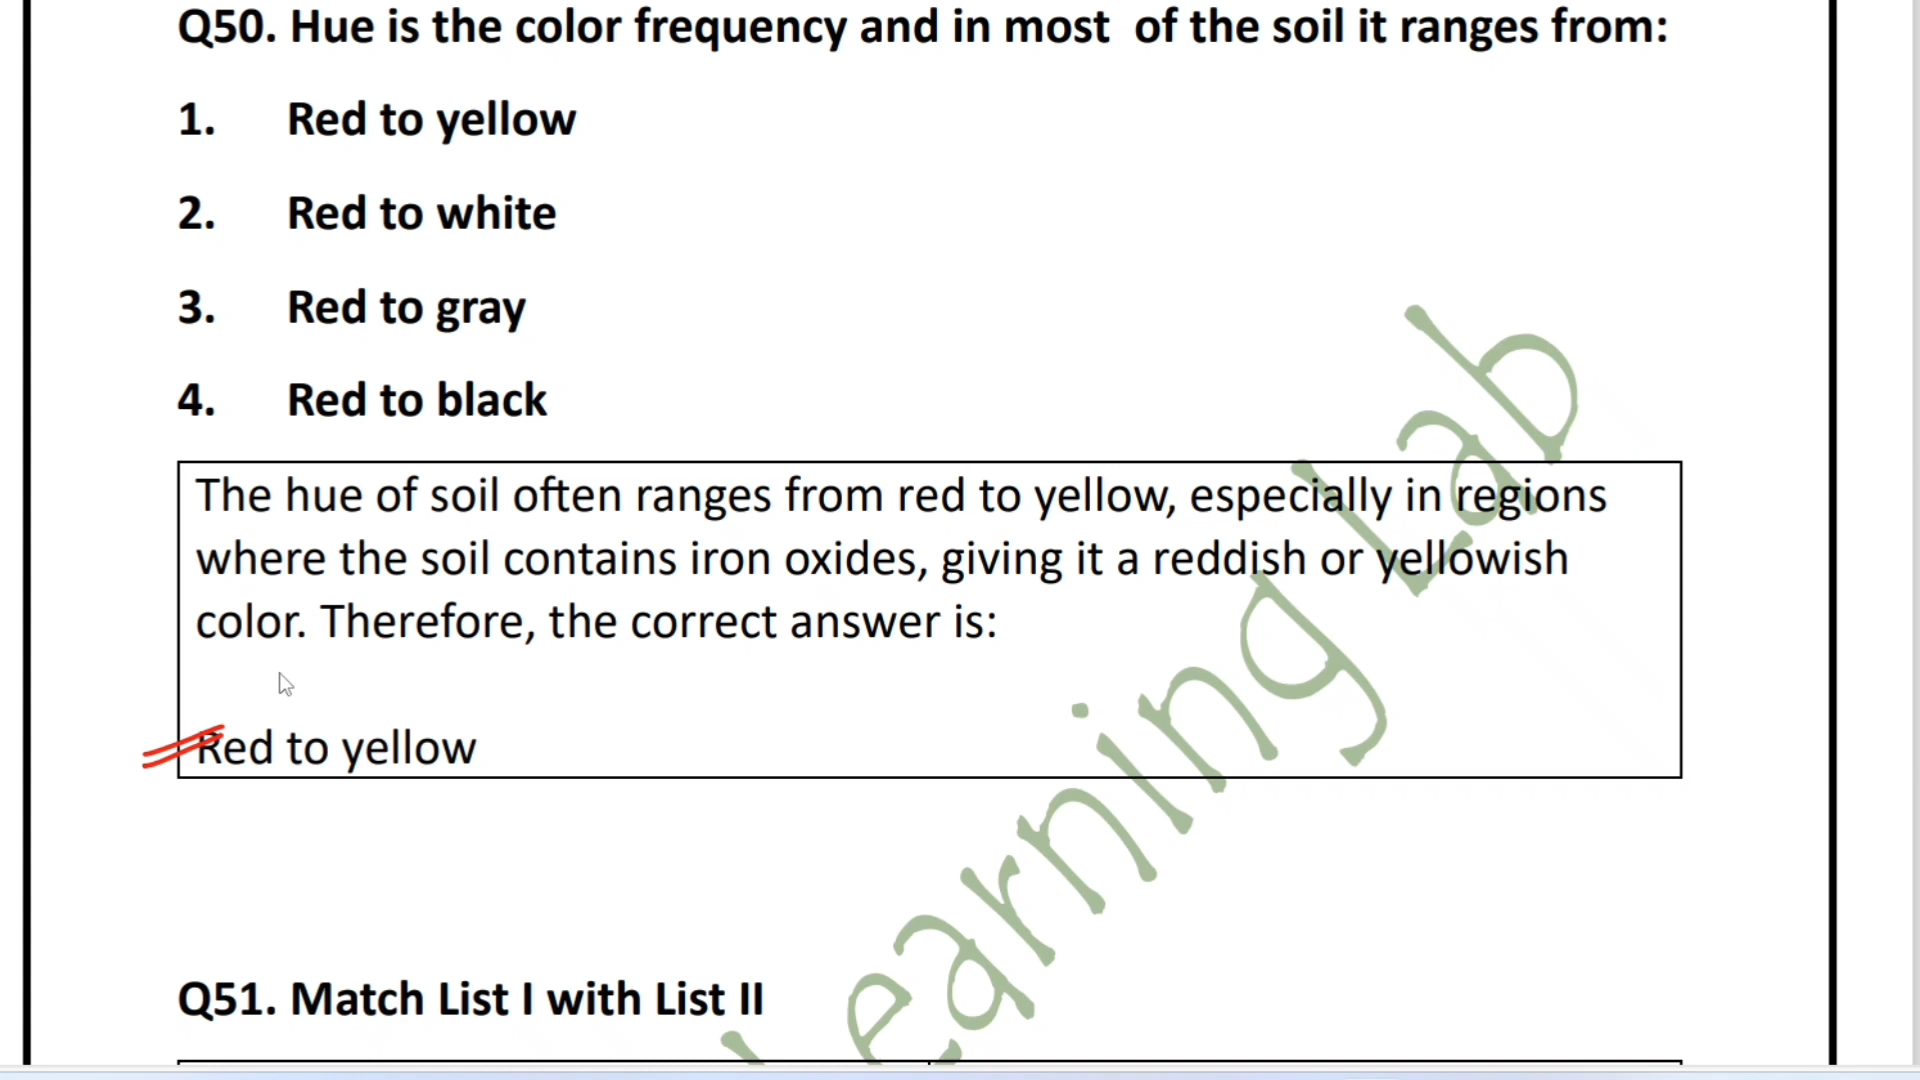 Q50. Hue is the color frequency and in most of the soil it ranges from:
1. Red to yellow
2. Red to white
3. Red to gray
4. Red to black
The hue of soil often ranges from red to yellow, especially in regions
where the soil contains iron oxides, giving it a reddish or yellowish
color. Therefore, the correct answer is:
Red to yellow
Learning Lab
Q51. Match List I with List II